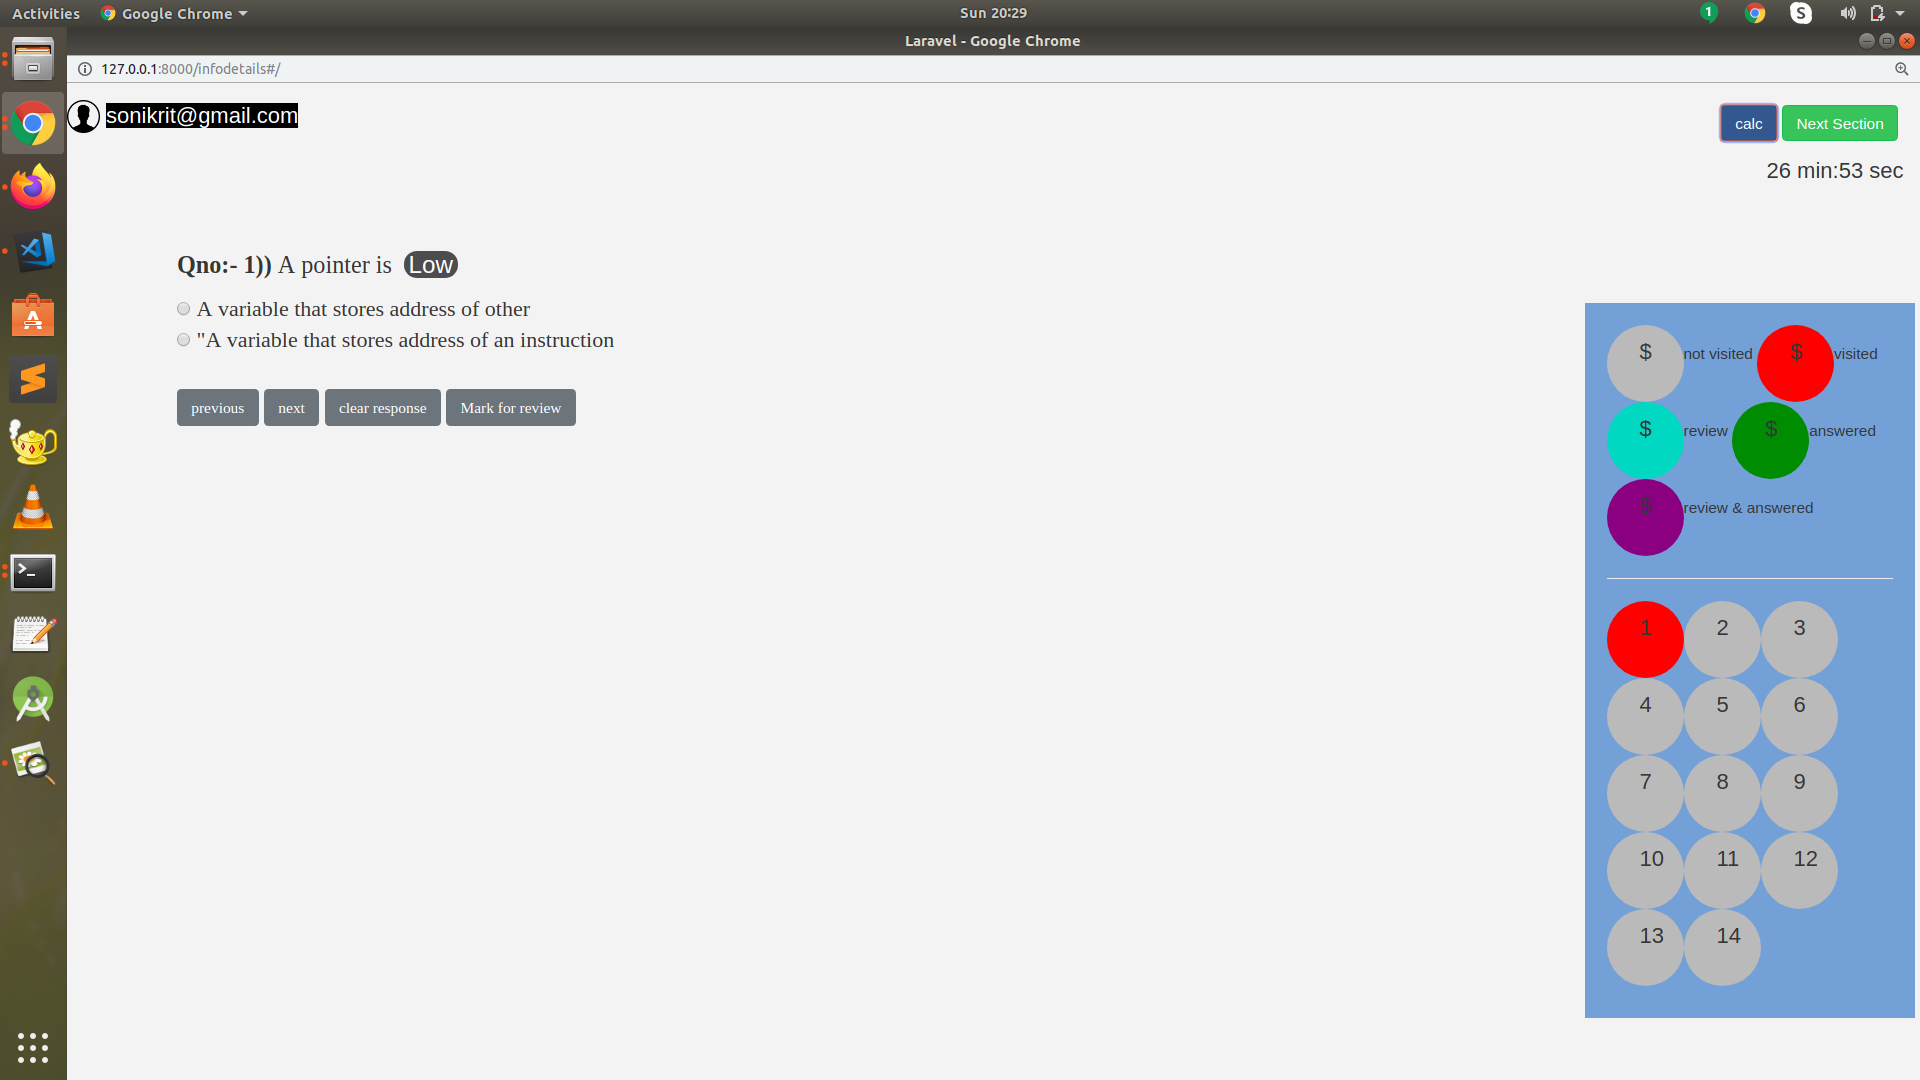 Activities Google Chrome Sun 20:29 1 S
Laravel - Google Chrome
127.0.0.1:8000/infodetails#/
sonikrit@gmail.com calc Next Section
26 min:53 sec
Qno:- 1)) A pointer is Low
A variable that stores address of other
"A variable that stores address of an instruction
previous next clear response Mark for review
$ not visited $ visited
$ review $ answered
$ review & answered
1 2 3
4 5 6
7 8 9
10 11 12
13 14